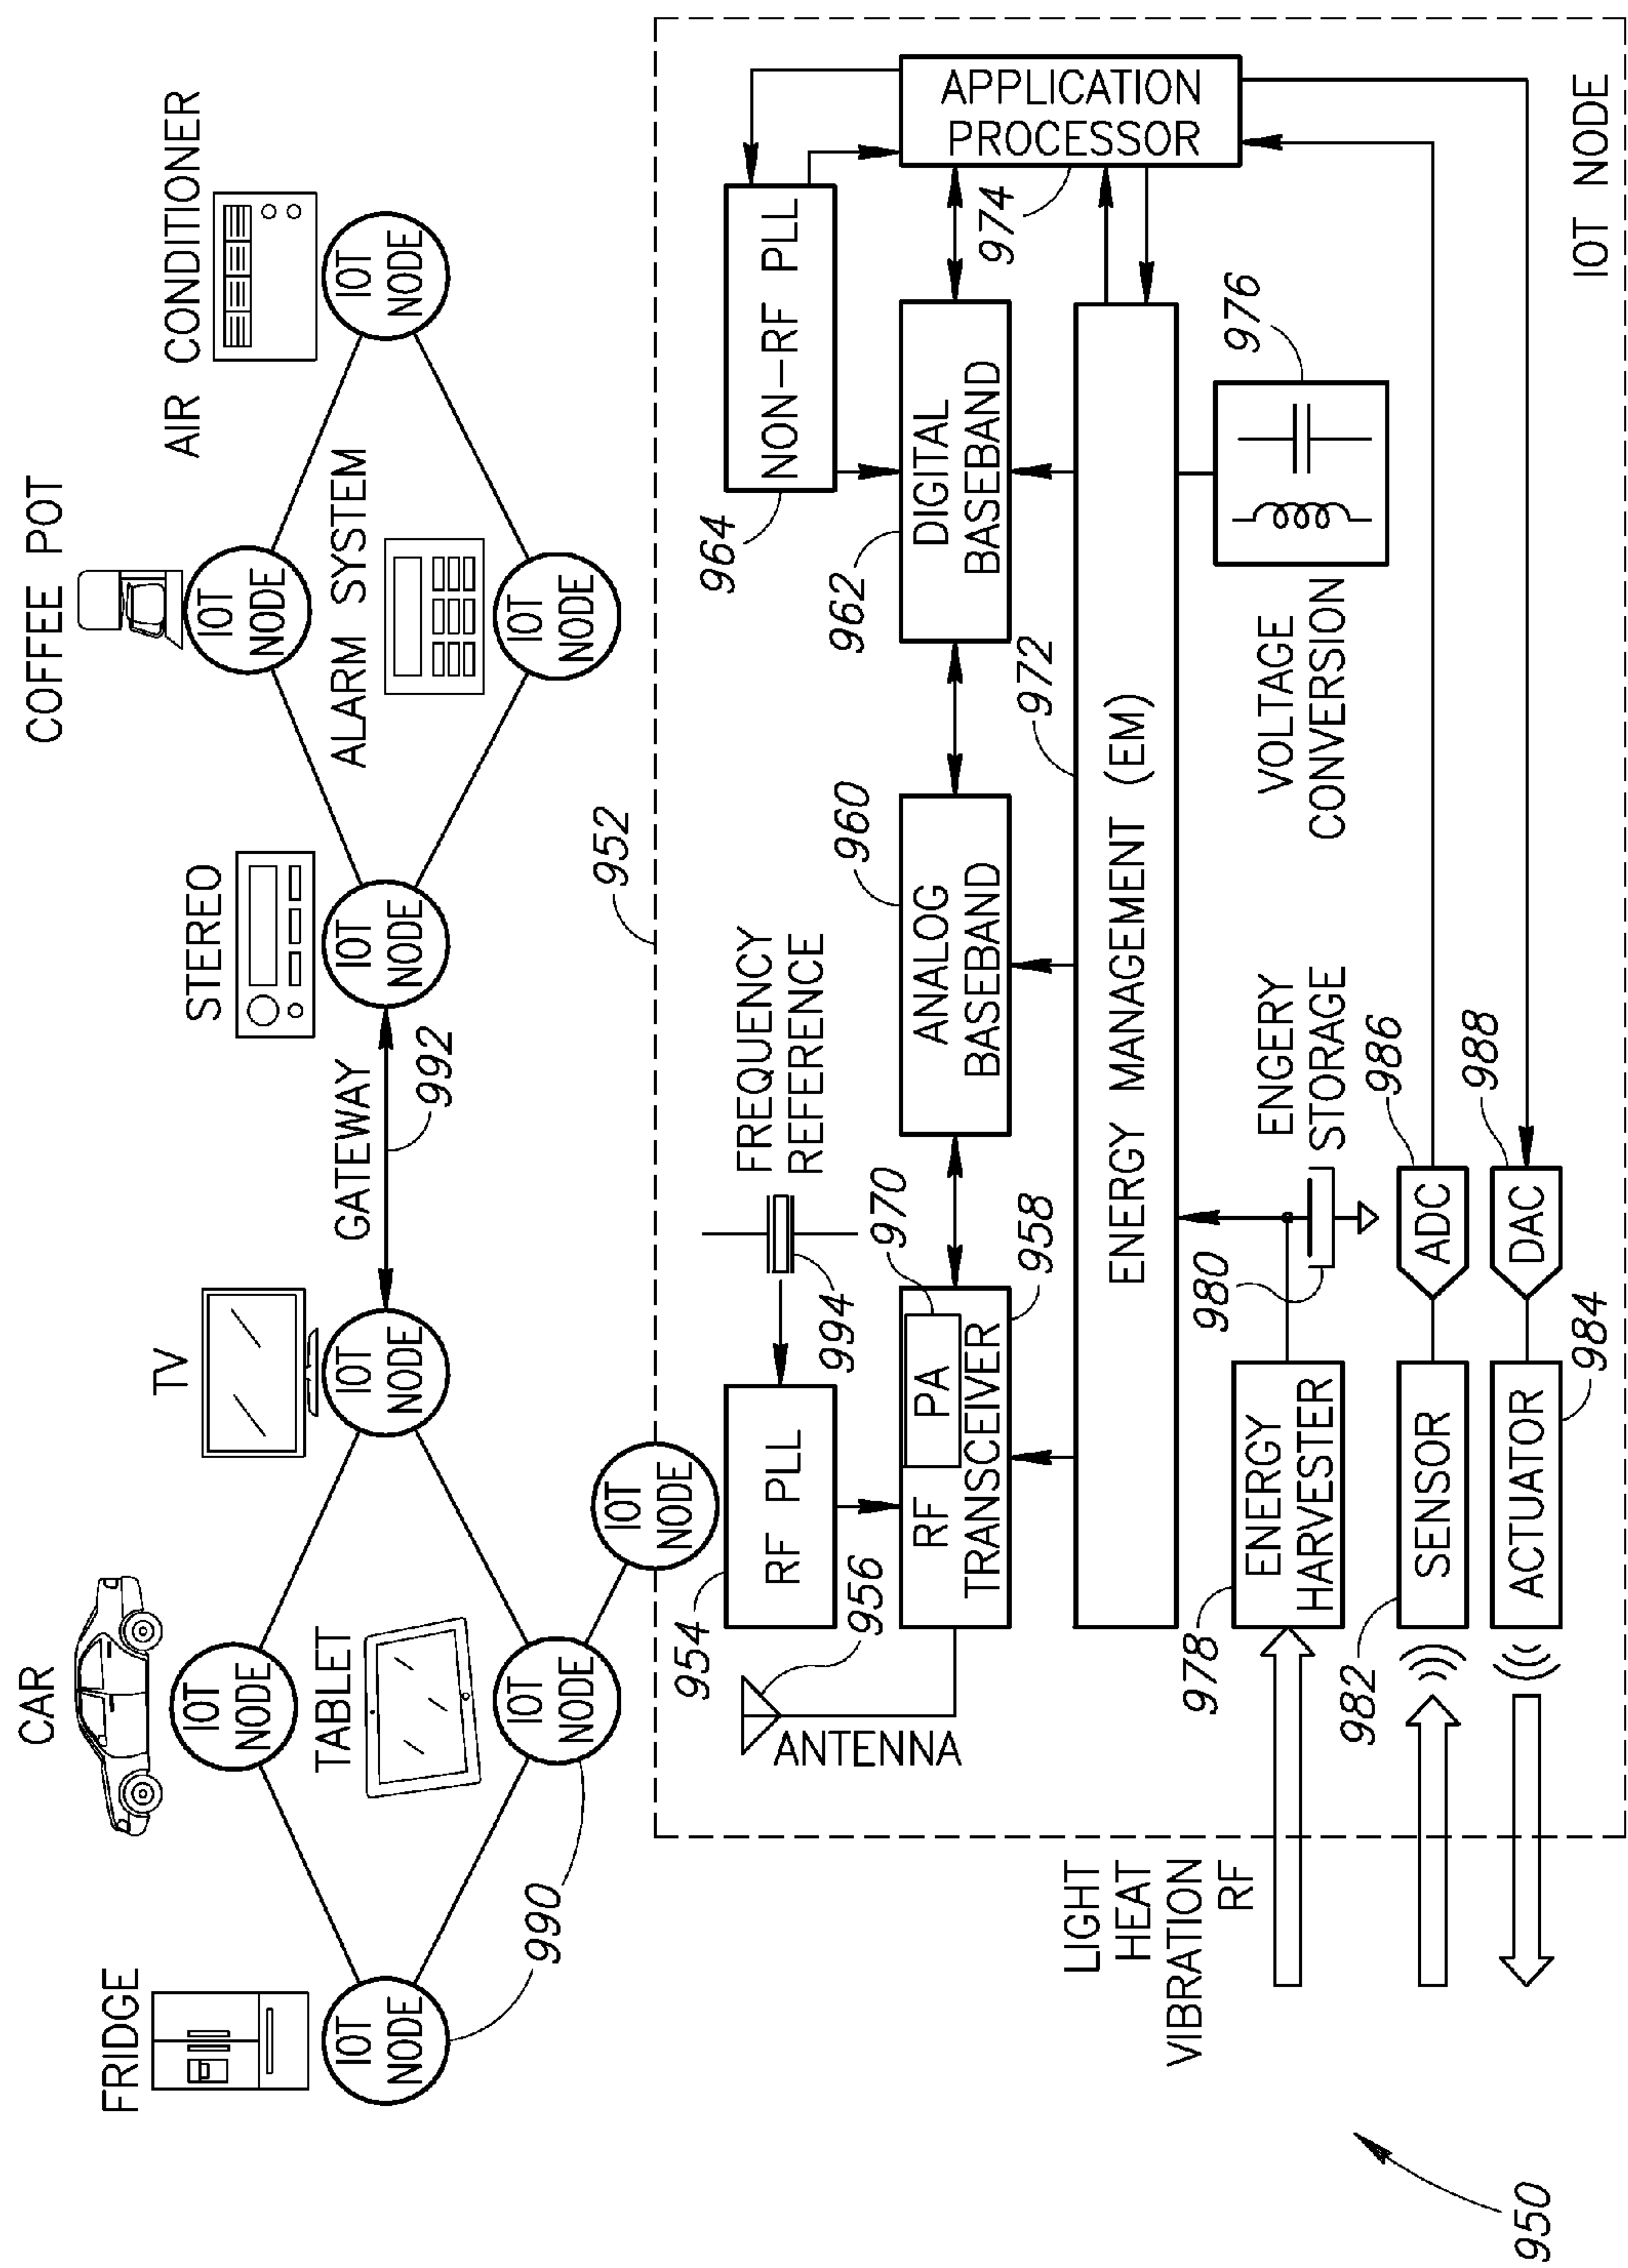 FRIDGE
CAR
TV
STEREO
COFFEE POT
AIR CONDITIONER
IOT
NODE
IOT
NODE
TABLET
IOT
NODE
990
IOT
NODE
GATEWAY
992
IOT
NODE
IOT
NODE
ALARM SYSTEM
IOT
NODE
IOT
NODE
IOT
NODE
952
954
RF PLL
FREQUENCY
REFERENCE
994
964
NON-RF PLL
ANTENNA
956
RF
PA
TRANSCEIVER
970
958
ANALOG
BASEBAND
960
DIGITAL
BASEBAND
962
APPLICATION
PROCESSOR
974
ENERGY MANAGEMENT (EM)
972
LIGHT
HEAT
VIBRATION
RF
978
ENERGY
HARVESTER
980
ENGERY
STORAGE
VOLTAGE
CONVERSION
976
982
SENSOR
ADC
986
ACTUATOR
984
DAC
988
IOT NODE
950